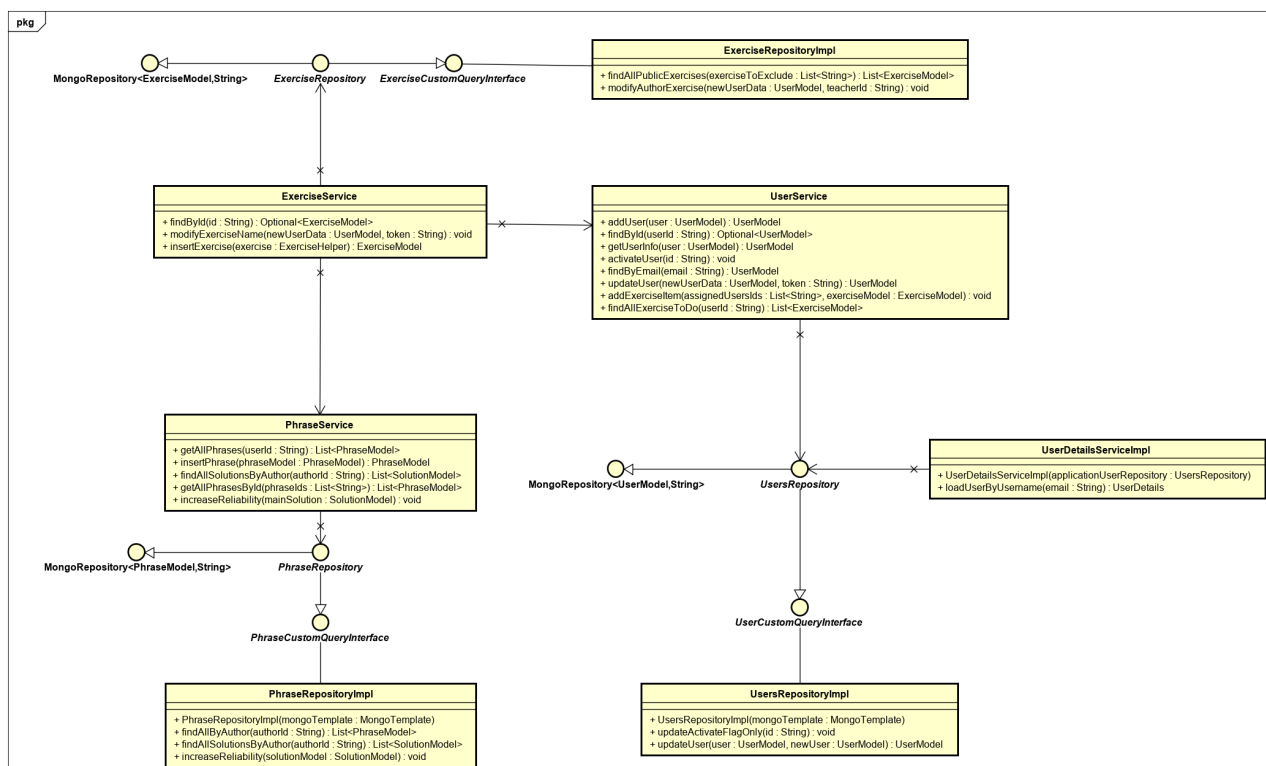 pkg
ExerciseRepositoryImpl
+ findAllPublicExercises(exerciseToExclude : List<String>) : List<ExerciseModel>
+ modifyAuthorExercise(newUserData : UserModel, teacherId : String) : void
MongoRepository<ExerciseModel,String>
ExerciseRepository
ExerciseCustomQueryInterface
ExerciseService
+ findById(id : String) : Optional<ExerciseModel>
+ modifyExerciseName(newUserData : UserModel, token : String) : void
+ insertExercise(exercise : ExerciseHelper) : ExerciseModel
UserService
+ addUser(user : UserModel) : UserModel
+ findById(userId : String) : Optional<UserModel>
+ getUserInfo(user : UserModel) : UserModel
+ activateUser(id : String) : void
+ findByEmail(email : String) : UserModel
+ updateUser(newUserData : UserModel, token : String) : UserModel
+ addExerciseItem(assignedUsersIds : List<String>, exerciseModel : ExerciseModel) : void
+ findAllExerciseToDo(userId : String) : List<ExerciseModel>
PhraseService
+ getAllPhrases(userId : String) : List<PhraseModel>
+ insertPhrase(phraseModel : PhraseModel) : PhraseModel
+ findAllSolutionsByAuthor(authorId : String) : List<SolutionModel>
+ getAllPhrasesById(phraseIds : List<String>) : List<PhraseModel>
+ increaseReliability(mainSolution : SolutionModel) : void
UserDetailsServiceImpl
+ UserDetailsServiceImpl(applicationUserRepository : UsersRepository)
+ loadUserByUsername(email : String) : UserDetails
MongoRepository<UserModel,String>
UsersRepository
MongoRepository<PhraseModel,String>
PhraseRepository
PhraseCustomQueryInterface
UserCustomQueryInterface
PhraseRepositoryImpl
+ PhraseRepositoryImpl(mongoTemplate : MongoTemplate)
+ findAllByAuthor(authorId : String) : List<PhraseModel>
+ findAllSolutionsByAuthor(authorId : String) : List<SolutionModel>
+ increaseReliability(solutionModel : SolutionModel) : void
UsersRepositoryImpl
+ UsersRepositoryImpl(mongoTemplate : MongoTemplate)
+ updateActivateFlagOnly(id : String) : void
+ updateUser(user : UserModel, newUser : UserModel) : UserModel